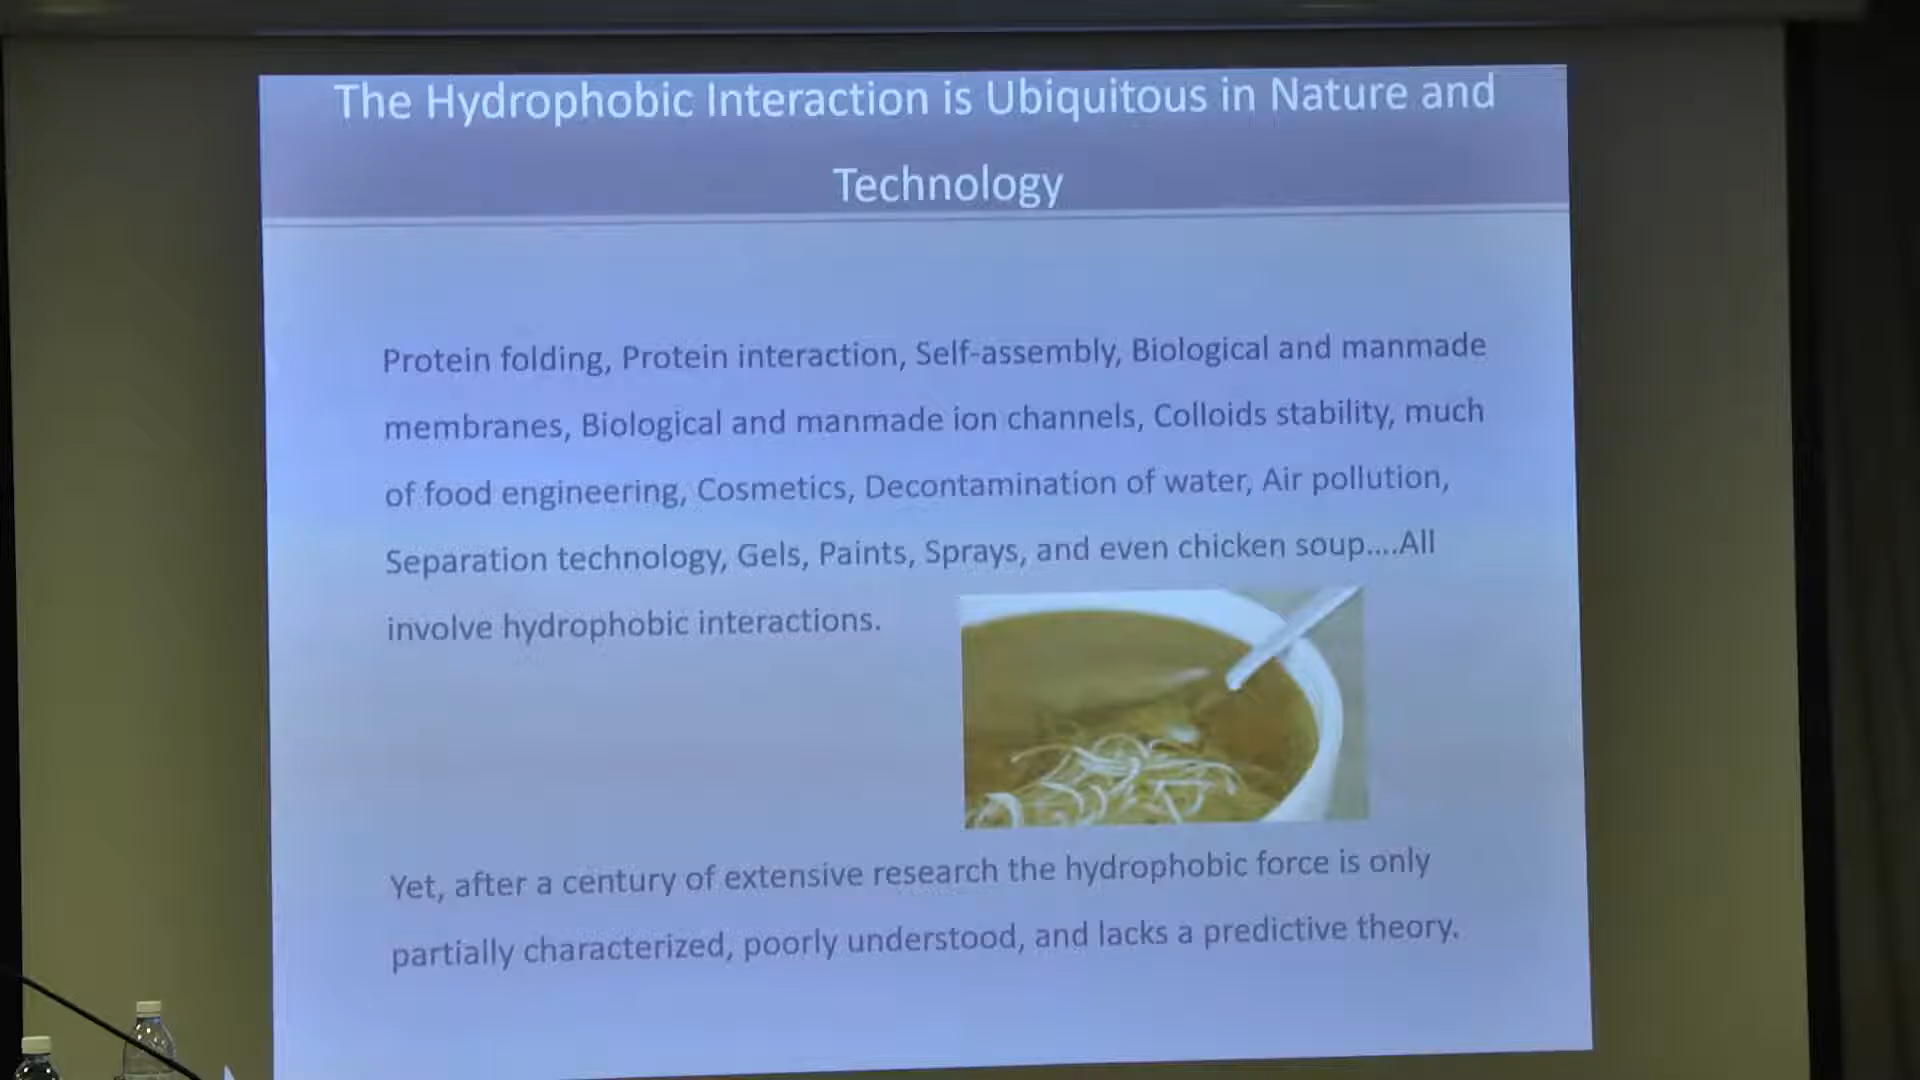 The Hydrophobic Interaction is Ubiquitous in Nature and
Technology
Protein folding, Protein interaction, Self-assembly, Biological and manmade
membranes, Biological and manmade ion channels, Colloids stability, much
of food engineering, Cosmetics, Decontamination of water, Air pollution,
Separation technology, Gels, Paints, Sprays, and even chicken soup....All
involve hydrophobic interactions.
Yet, after a century of extensive research the hydrophobic force is only
partially characterized, poorly understood, and lacks a predictive theory.